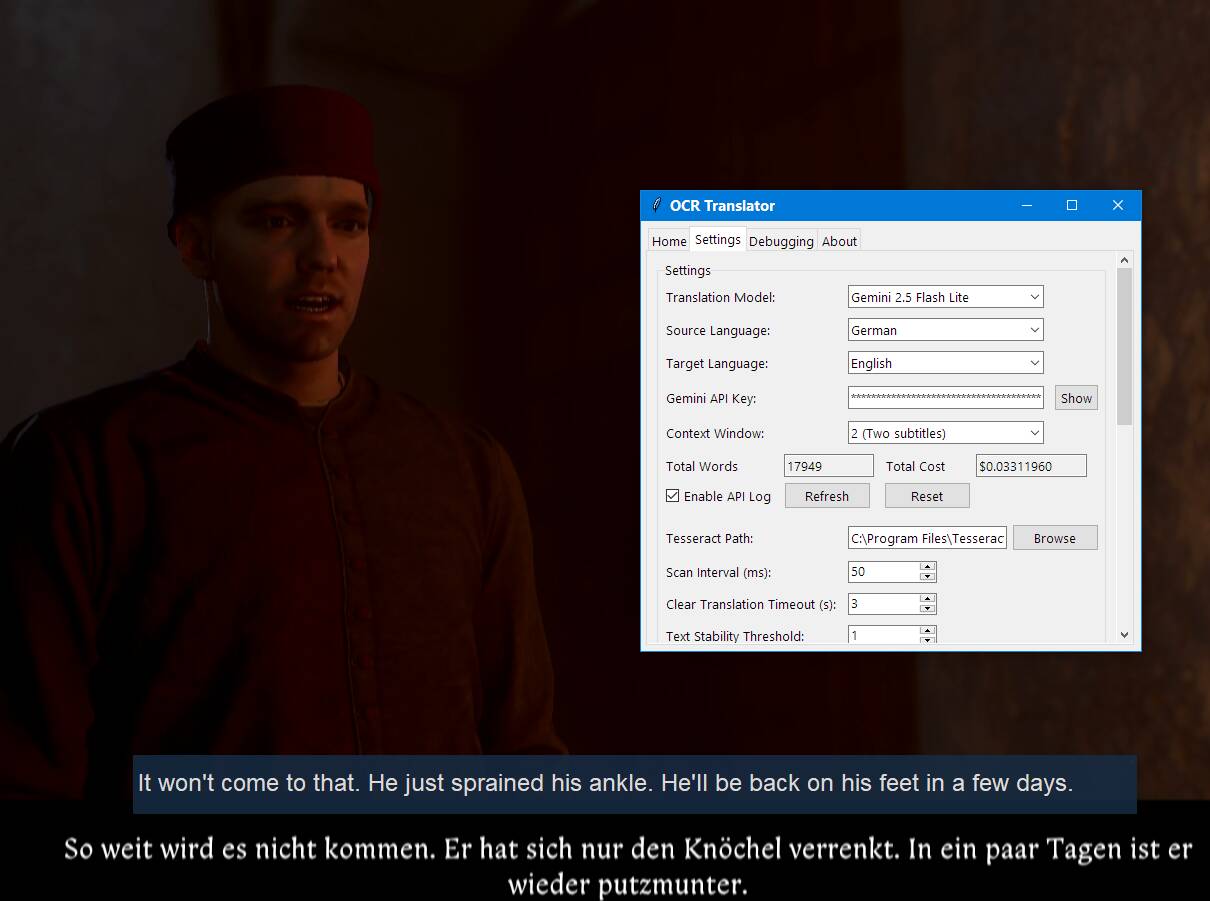 OCR Translator
Home Settings Debugging About
Settings
Translation Model: Gemini 2.5 Flash Lite
Source Language: German
Target Language: English
Gemini API Key: ************************************** Show
Context Window: 2 (Two subtitles)
Total Words 17949 Total Cost $0.03311960
Enable API Log Refresh Reset
Tesseract Path: C:\Program Files\Tesserac Browse
Scan Interval (ms): 50
Clear Translation Timeout (s): 3
Text Stability Threshold: 1
It won't come to that. He just sprained his ankle. He'll be back on his feet in a few days.
So weit wird es nicht kommen. Er hat sich nur den Knöchel verrenkt. In ein paar Tagen ist er
wieder putzmunter.